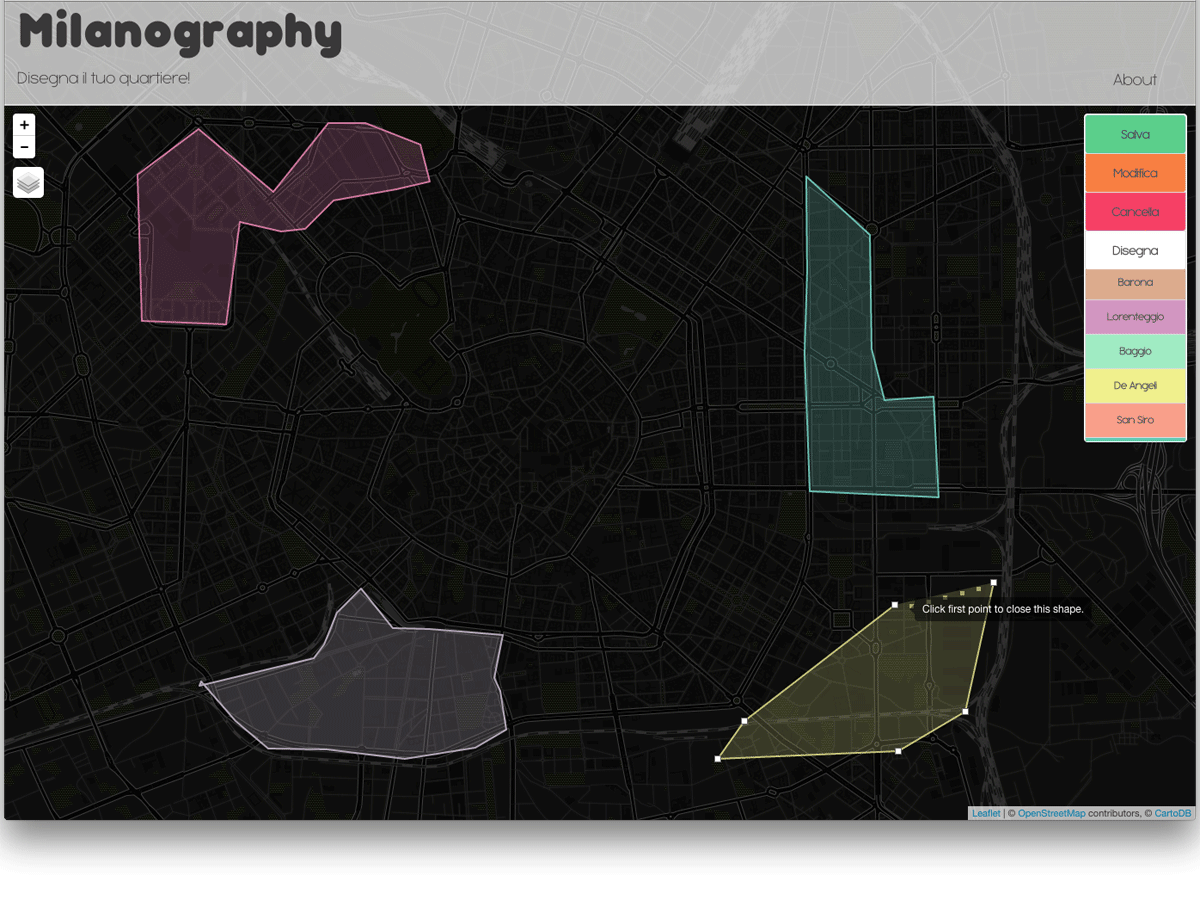 Milanography
Disegna il tuo quartiere!
About
+
−
Salva
Modifica
Cancella
Disegna
Barona
Lorenteggio
Baggio
De Angeli
San Siro
Click first point to close this shape.
Leaflet | © OpenStreetMap contributors, © CartoDB